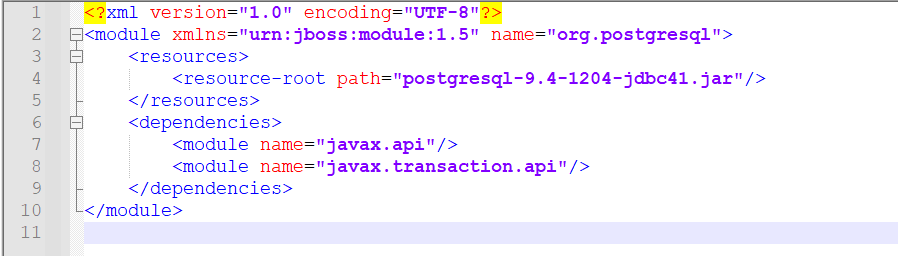 1 <?xml version="1.0" encoding="UTF-8"?>
2 <module xmlns="urn:jboss:module:1.5" name="org.postgresql">
3     <resources>
4         <resource-root path="postgresql-9.4-1204-jdbc41.jar"/>
5     </resources>
6     <dependencies>
7         <module name="javax.api"/>
8         <module name="javax.transaction.api"/>
9     </dependencies>
10 </module>
11